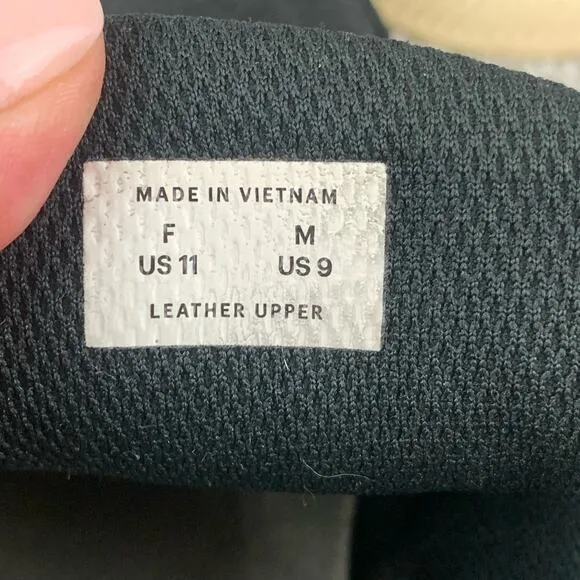 MADE IN VIETNAM
F M
US 11 US 9
LEATHER UPPER